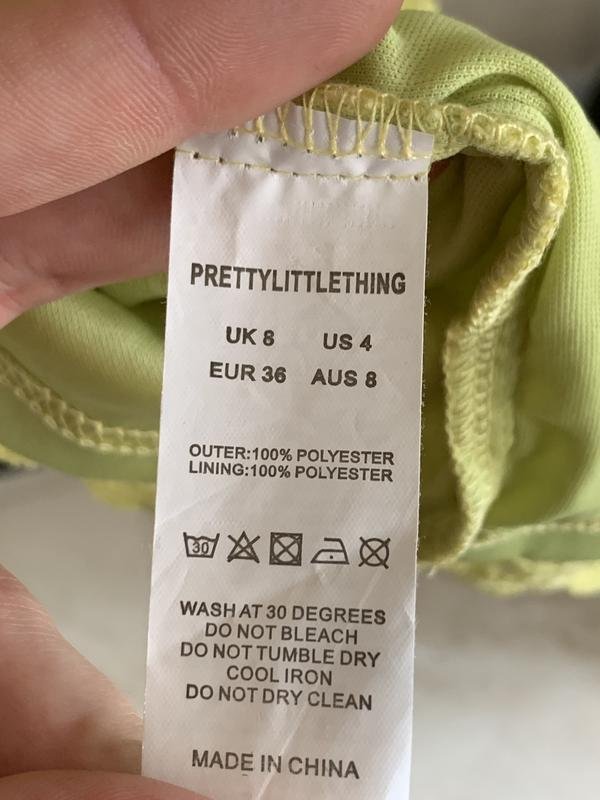 PRETTYLITTLETHING
UK 8 US 4
EUR 36 AUS 8
OUTER:100% POLYESTER
LINING:100% POLYESTER
30
WASH AT 30 DEGREES
DO NOT BLEACH
DO NOT TUMBLE DRY
COOL IRON
DO NOT DRY CLEAN
MADE IN CHINA